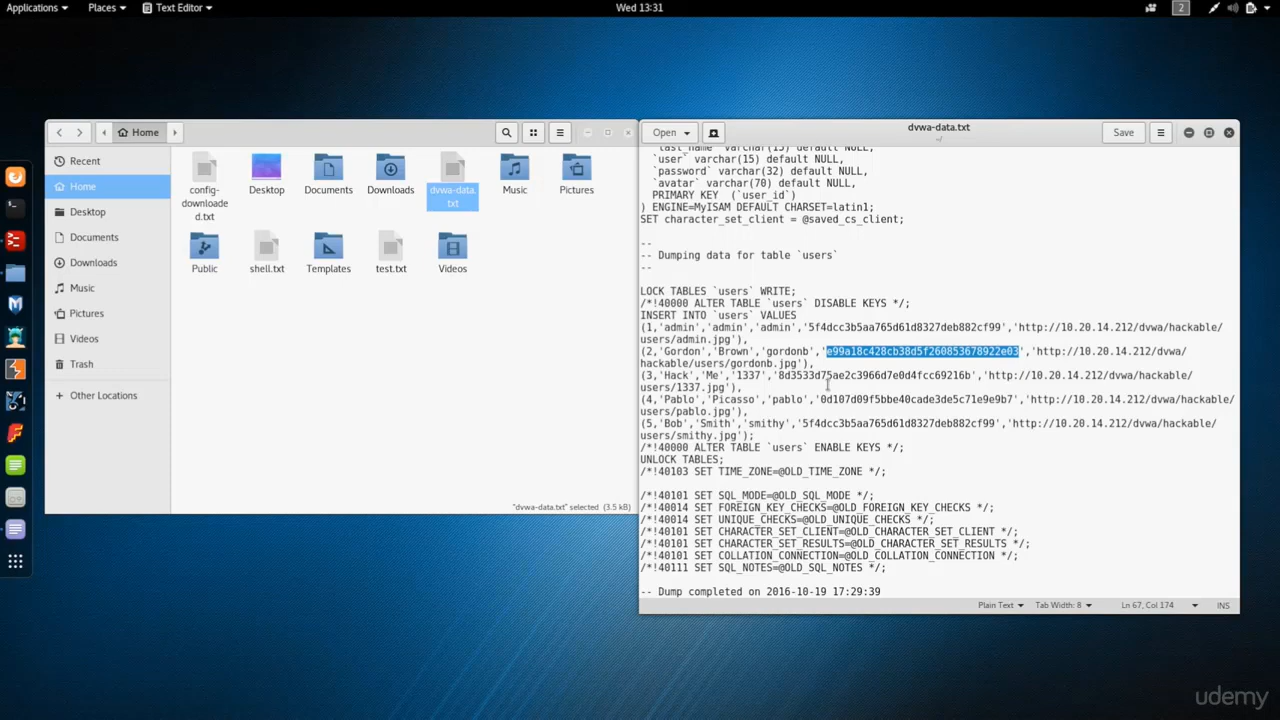 Applications Places Text Editor Wed 13:31 2
Home
Recent
Home
Desktop
Documents
Downloads
Music
Pictures
Videos
Trash
Other Locations
config-
downloaded.txt
Desktop
Documents
Downloads
dvwa-data.
txt
Music
Pictures
Public
shell.txt
Templates
test.txt
Videos
"dvwa-data.txt" selected (3.5 kB)
Open dvwa-data.txt Save
~/
`last_name` varchar(15) default NULL,
`user` varchar(15) default NULL,
`password` varchar(32) default NULL,
`avatar` varchar(70) default NULL,
PRIMARY KEY (`user_id`)
) ENGINE=MyISAM DEFAULT CHARSET=latin1;
SET character_set_client = @saved_cs_client;
--
-- Dumping data for table `users`
--
LOCK TABLES `users` WRITE;
/*!40000 ALTER TABLE `users` DISABLE KEYS */;
INSERT INTO `users` VALUES
(1,'admin','admin','admin','5f4dcc3b5aa765d61d8327deb882cf99','http://10.20.14.212/dvwa/hackable/
users/admin.jpg'),
(2,'Gordon','Brown','gordonb','e99a18c428cb38d5f260853678922e03','http://10.20.14.212/dvwa/
hackable/users/gordonb.jpg'),
(3,'Hack','Me','1337','8d3533d75ae2c3966d7e0d4fcc69216b','http://10.20.14.212/dvwa/hackable/
users/1337.jpg'),
(4,'Pablo','Picasso','pablo','0d107d09f5bbe40cade3de5c71e9e9b7','http://10.20.14.212/dvwa/hackable/
users/pablo.jpg'),
(5,'Bob','Smith','smithy','5f4dcc3b5aa765d61d8327deb882cf99','http://10.20.14.212/dvwa/hackable/
users/smithy.jpg');
/*!40000 ALTER TABLE `users` ENABLE KEYS */;
UNLOCK TABLES;
/*!40103 SET TIME_ZONE=@OLD_TIME_ZONE */;
/*!40101 SET SQL_MODE=@OLD_SQL_MODE */;
/*!40014 SET FOREIGN_KEY_CHECKS=@OLD_FOREIGN_KEY_CHECKS */;
/*!40014 SET UNIQUE_CHECKS=@OLD_UNIQUE_CHECKS */;
/*!40101 SET CHARACTER_SET_CLIENT=@OLD_CHARACTER_SET_CLIENT */;
/*!40101 SET CHARACTER_SET_RESULTS=@OLD_CHARACTER_SET_RESULTS */;
/*!40101 SET COLLATION_CONNECTION=@OLD_COLLATION_CONNECTION */;
/*!40111 SET SQL_NOTES=@OLD_SQL_NOTES */;
-- Dump completed on 2016-10-19 17:29:39
Plain Text Tab Width: 8 Ln 67, Col 174 INS
udemy